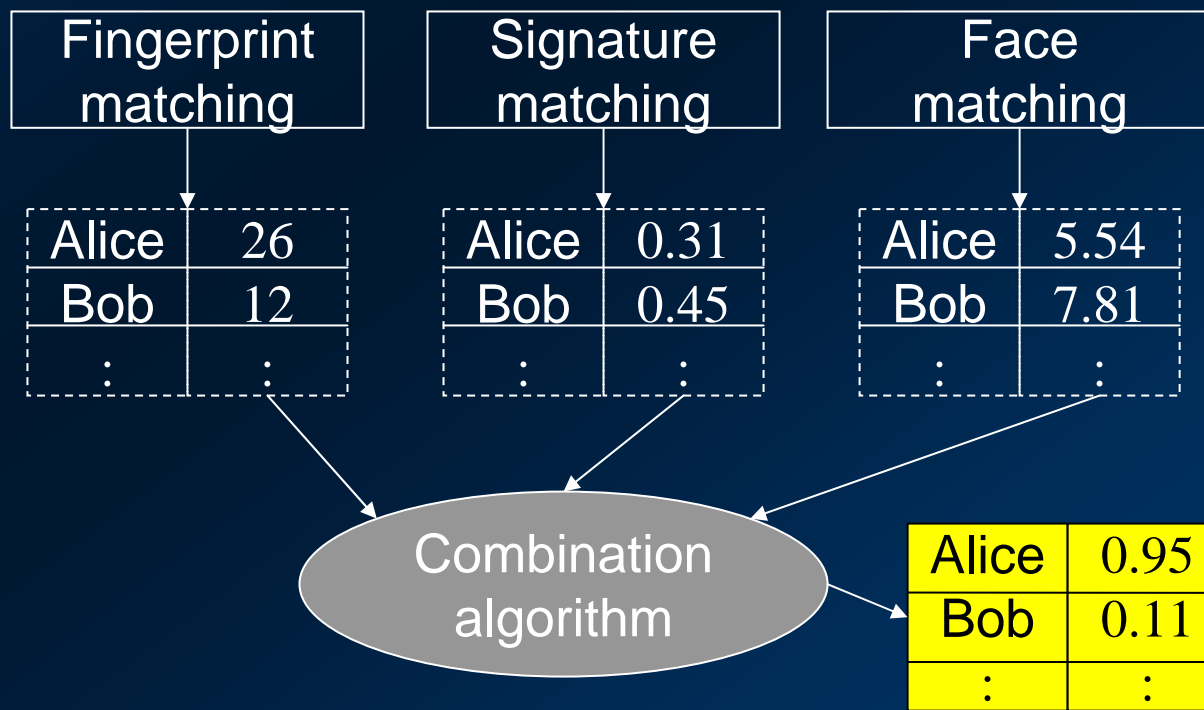 Fingerprint
matching
Signature
matching
Face
matching
Alice 26
Bob 12
: :
Alice 0.31
Bob 0.45
: :
Alice 5.54
Bob 7.81
: :
Combination
algorithm
Alice 0.95
Bob 0.11
: :